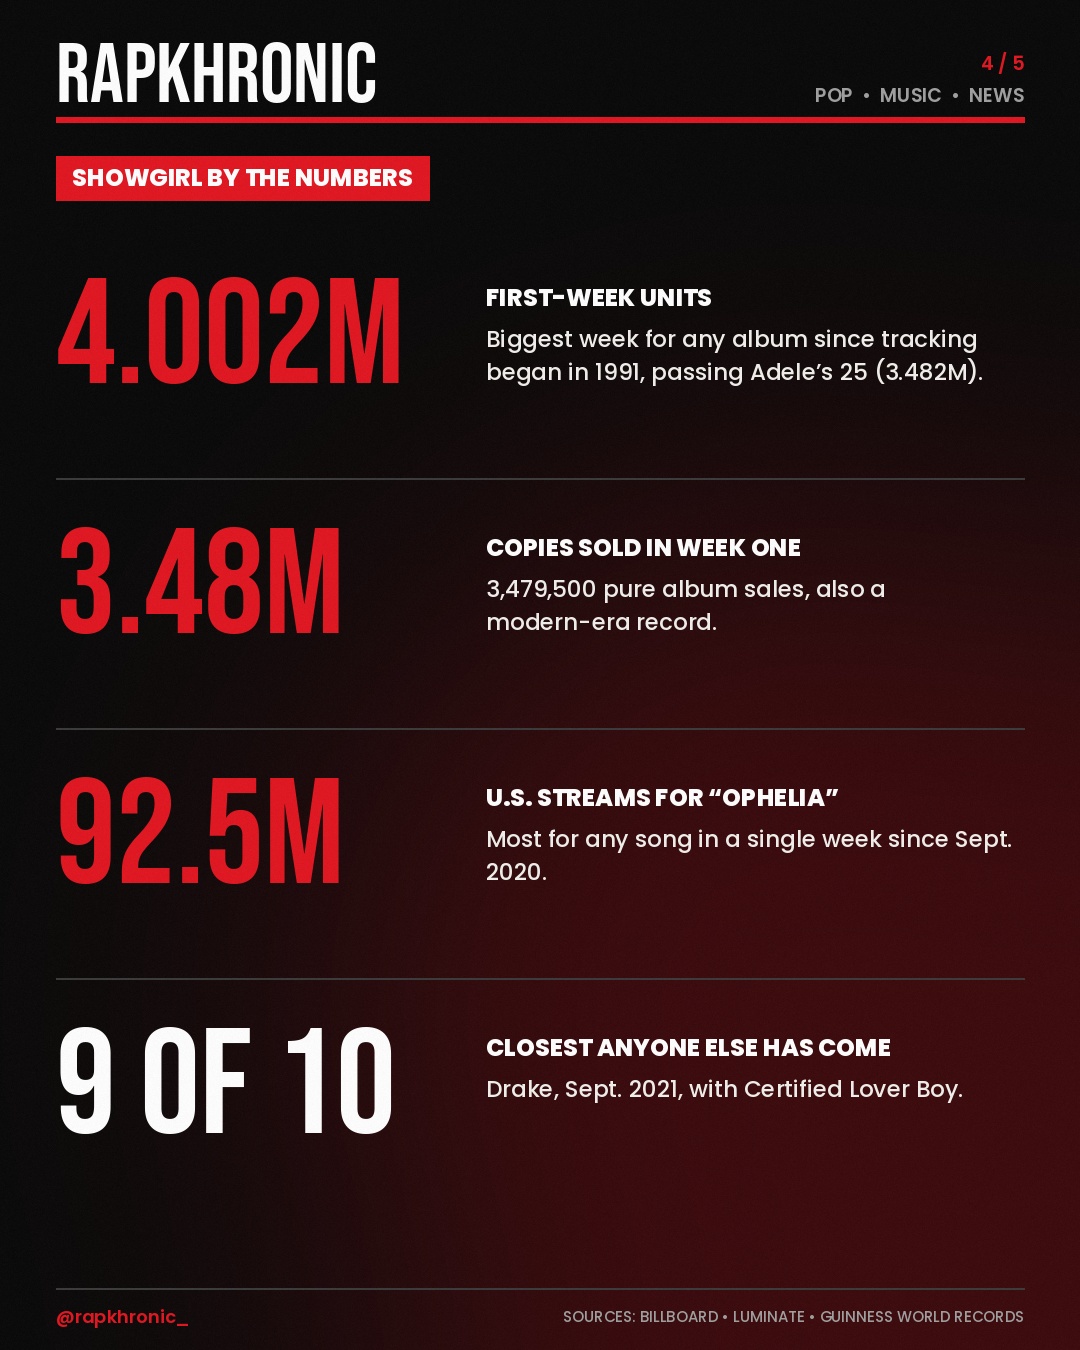 RAPKHRONIC
4 / 5
POP • MUSIC • NEWS
SHOWGIRL BY THE NUMBERS
4.002M
FIRST-WEEK UNITS
Biggest week for any album since tracking
began in 1991, passing Adele’s 25 (3.482M).
3.48M
COPIES SOLD IN WEEK ONE
3,479,500 pure album sales, also a
modern-era record.
92.5M
U.S. STREAMS FOR “OPHELIA”
Most for any song in a single week since Sept.
2020.
9 OF 10
CLOSEST ANYONE ELSE HAS COME
Drake, Sept. 2021, with Certified Lover Boy.
@rapkhronic_
SOURCES: BILLBOARD • LUMINATE • GUINNESS WORLD RECORDS